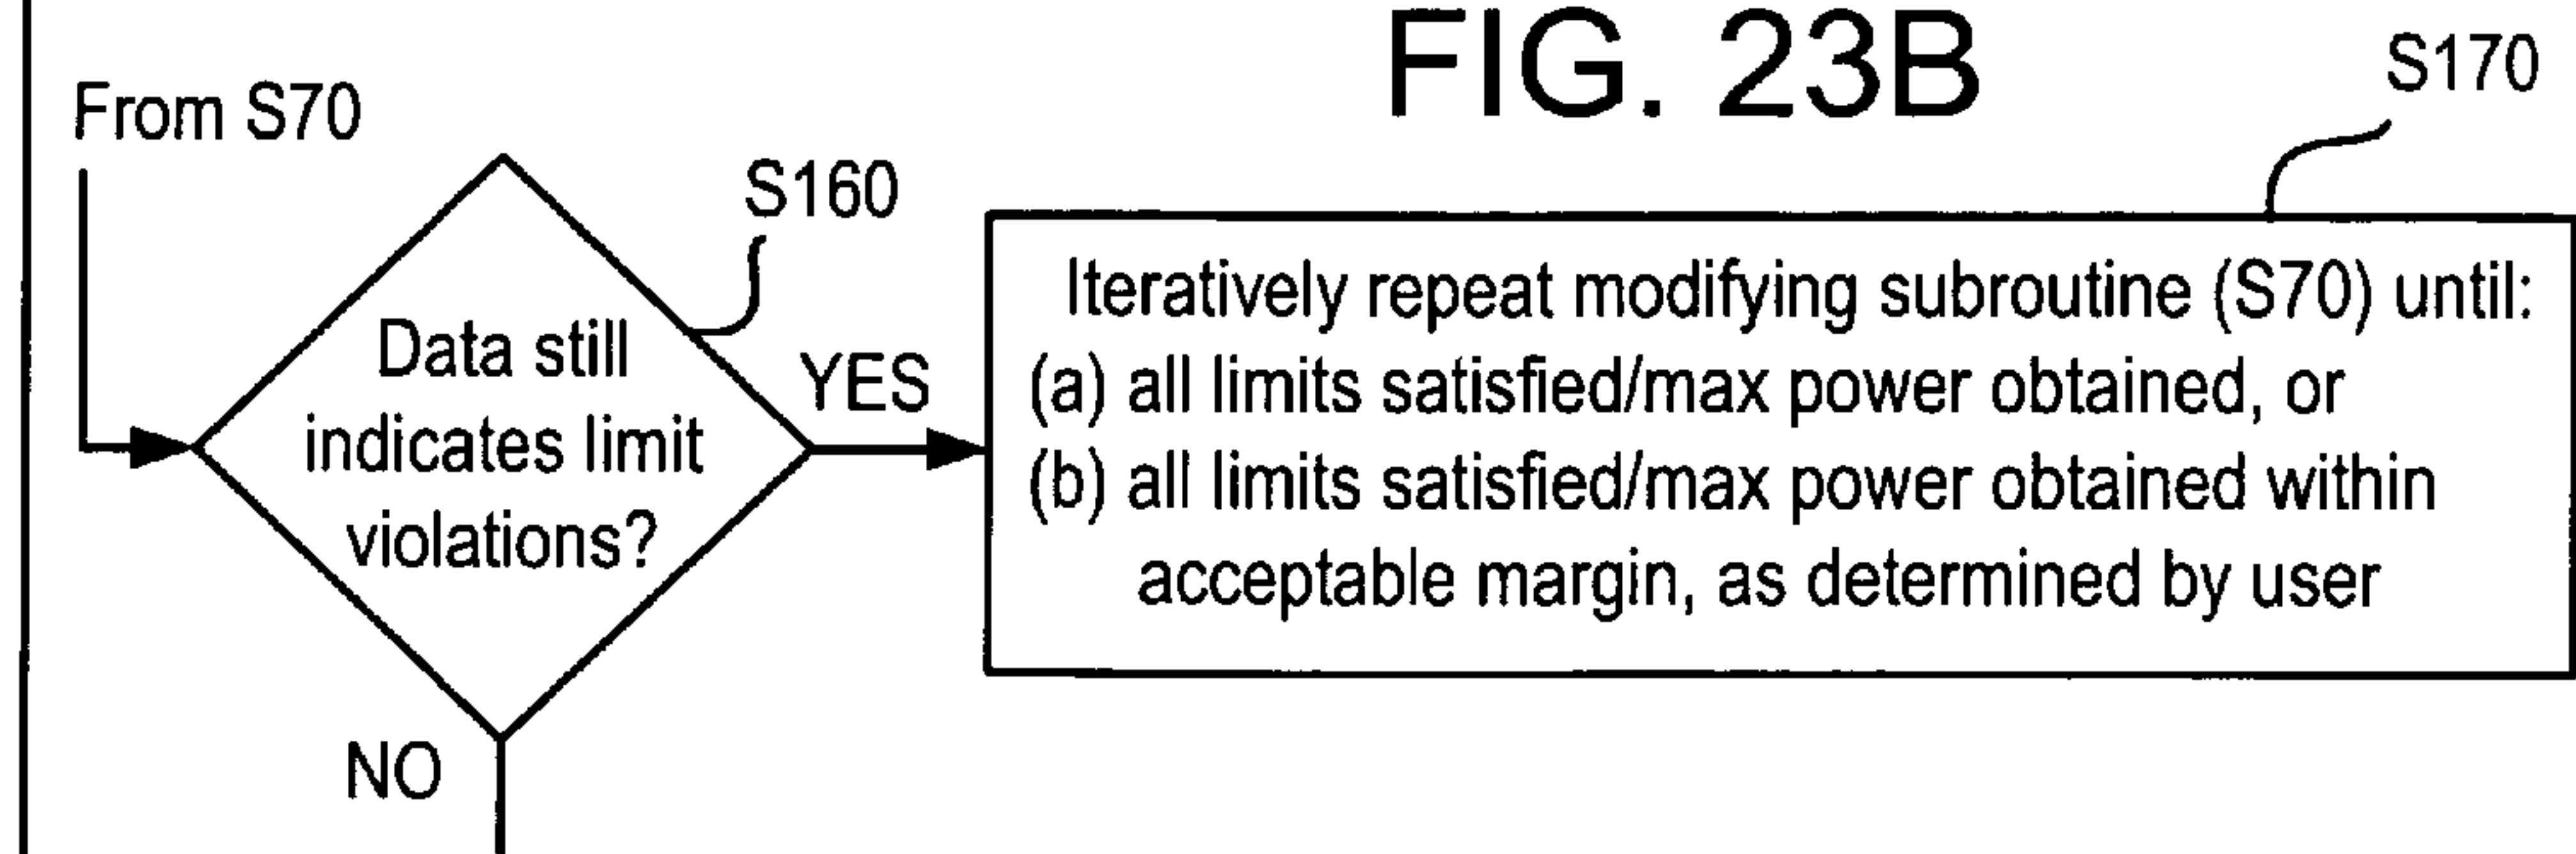 FIG. 23B
From S70
S160
S170
Data still
indicates limit
violations?
YES
NO
Iteratively repeat modifying subroutine (S70) until:
(a) all limits satisfied/max power obtained, or
(b) all limits satisfied/max power obtained within
acceptable margin, as determined by user